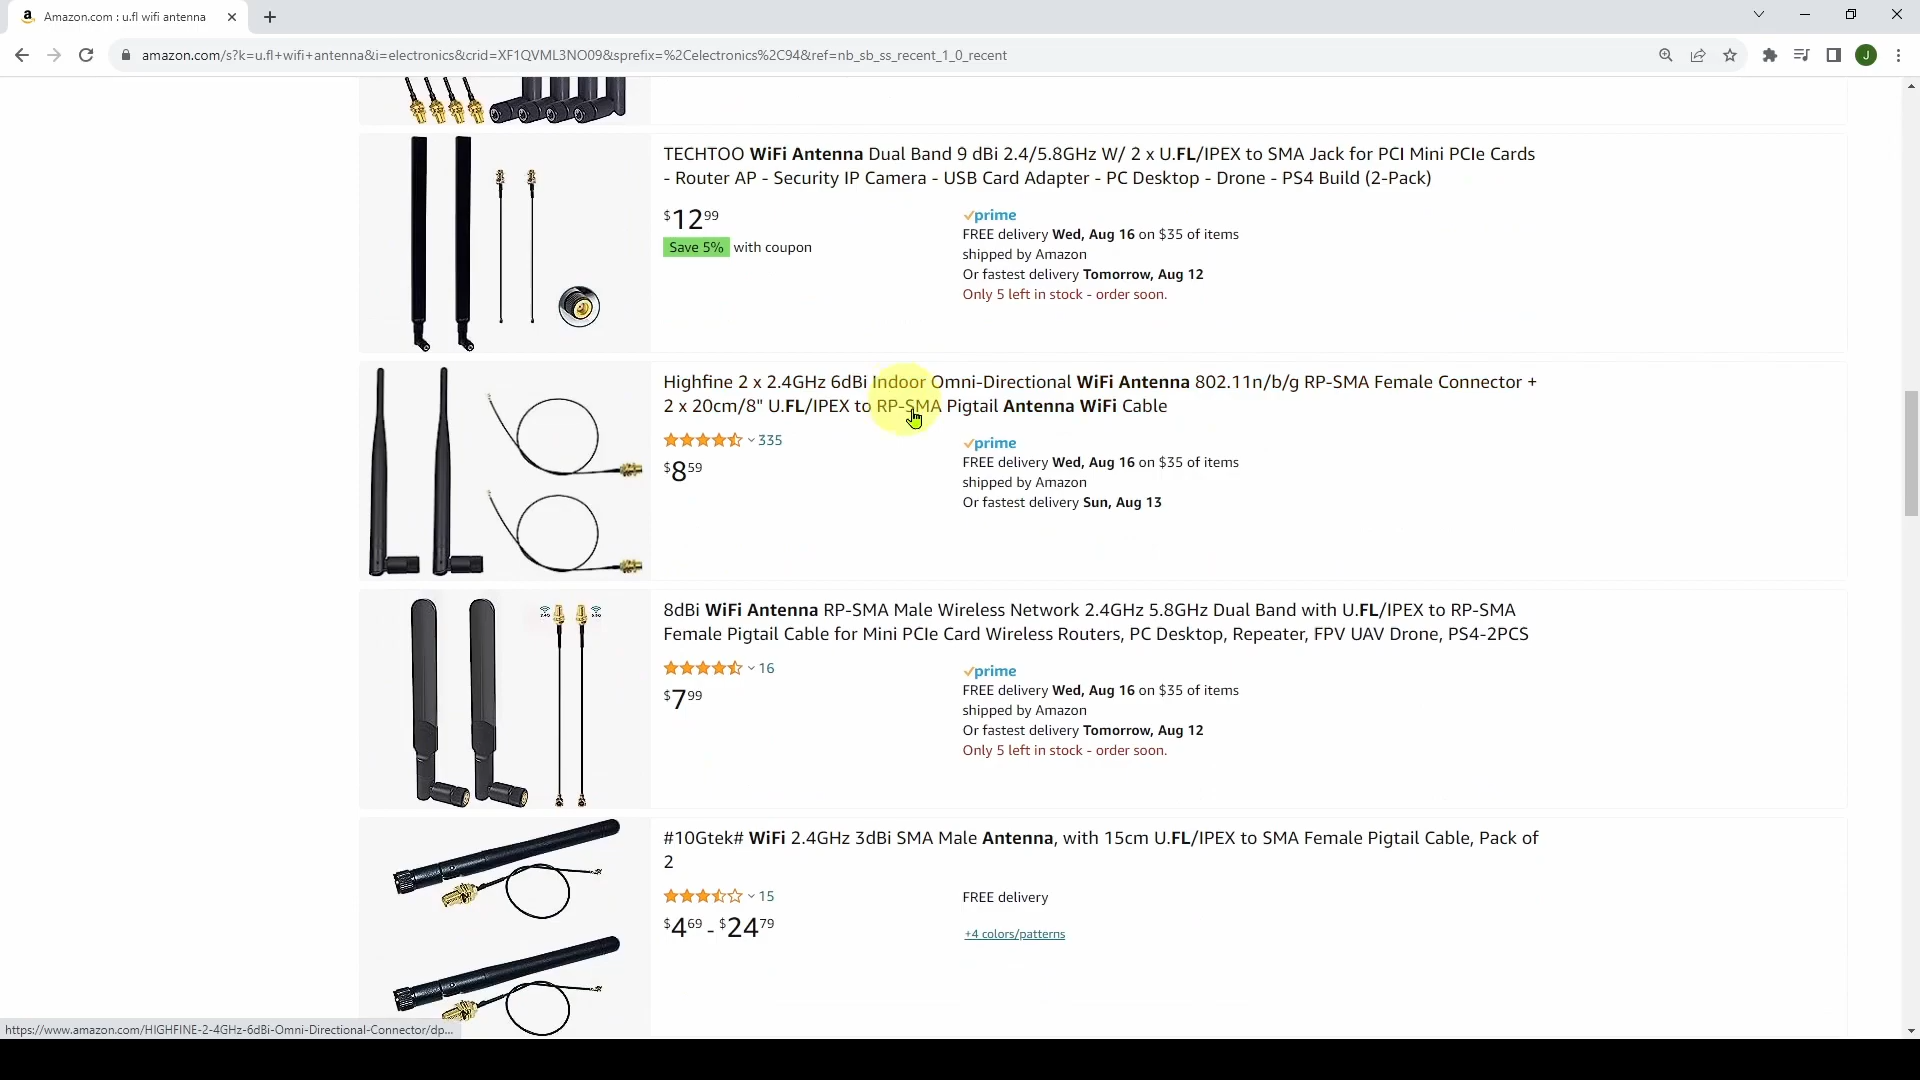 Amazon.com : u.fl wifi antenna
amazon.com/s?k=u.fl+wifi+antenna&i=electronics&crid=XF1QVML3NO09&sprefix=%2Celectronics%2C94&ref=nb_sb_ss_recent_1_0_recent
J
TECHTOO WiFi Antenna Dual Band 9 dBi 2.4/5.8GHz W/ 2 x U.FL/IPEX to SMA Jack for PCI Mini PCIe Cards
- Router AP - Security IP Camera - USB Card Adapter - PC Desktop - Drone - PS4 Build (2-Pack)
$12 99
Save 5% with coupon
prime
FREE delivery Wed, Aug 16 on $35 of items
shipped by Amazon
Or fastest delivery Tomorrow, Aug 12
Only 5 left in stock - order soon.
Highfine 2 x 2.4GHz 6dBi Indoor Omni-Directional WiFi Antenna 802.11n/b/g RP-SMA Female Connector +
2 x 20cm/8" U.FL/IPEX to RP-SMA Pigtail Antenna WiFi Cable
335
$8 59
prime
FREE delivery Wed, Aug 16 on $35 of items
shipped by Amazon
Or fastest delivery Sun, Aug 13
8dBi WiFi Antenna RP-SMA Male Wireless Network 2.4GHz 5.8GHz Dual Band with U.FL/IPEX to RP-SMA
Female Pigtail Cable for Mini PCIe Card Wireless Routers, PC Desktop, Repeater, FPV UAV Drone, PS4-2PCS
16
$7 99
prime
FREE delivery Wed, Aug 16 on $35 of items
shipped by Amazon
Or fastest delivery Tomorrow, Aug 12
Only 5 left in stock - order soon.
#10Gtek# WiFi 2.4GHz 3dBi SMA Male Antenna, with 15cm U.FL/IPEX to SMA Female Pigtail Cable, Pack of
2
15
$4 69 - $24 79
FREE delivery
+4 colors/patterns
https://www.amazon.com/HIGHFINE-2-4GHz-6dBi-Omni-Directional-Connector/dp...